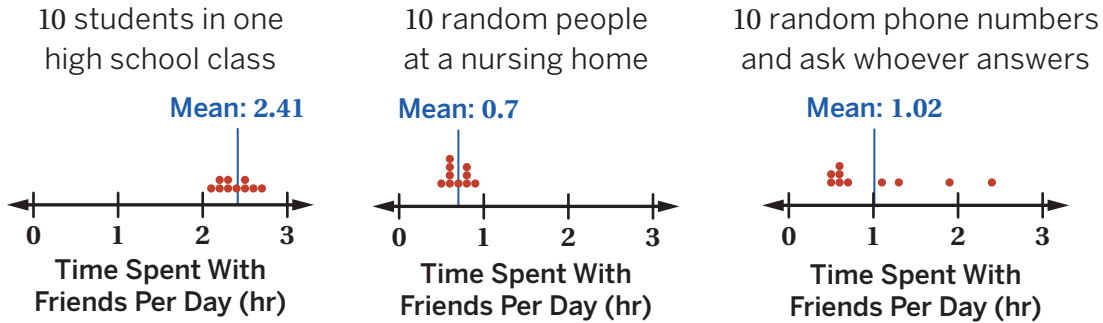 10 students in one
high school class
Mean: 2.41
0 1 2 3
Time Spent With
Friends Per Day (hr)
10 random people
at a nursing home
Mean: 0.7
0 1 2 3
Time Spent With
Friends Per Day (hr)
10 random phone numbers
and ask whoever answers
Mean: 1.02
0 1 2 3
Time Spent With
Friends Per Day (hr)